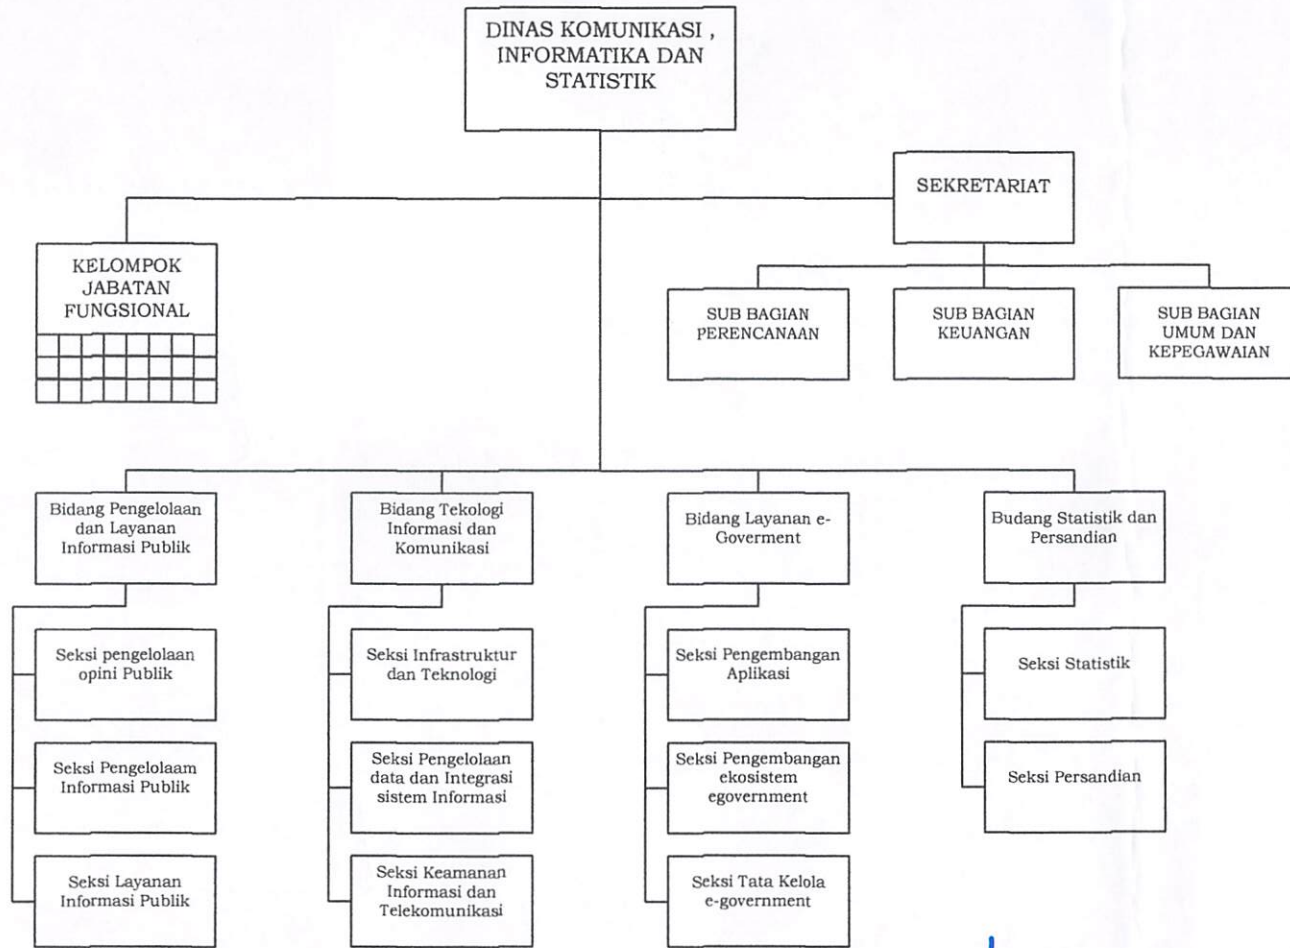 DINAS KOMUNIKASI ,
INFORMATIKA DAN
STATISTIK
SEKRETARIAT
KELOMPOK
JABATAN
FUNGSIONAL
SUB BAGIAN
PERENCANAAN
SUB BAGIAN
KEUANGAN
SUB BAGIAN
UMUM DAN
KEPEGAWAIAN
Bidang Pengelolaan
dan Layanan
Informasi Publik
Bidang Tekologi
Informasi dan
Komunikasi
Bidang Layanan e-
Goverment
Budang Statistik dan
Persandian
Seksi pengelolaan
opini Publik
Seksi Infrastruktur
dan Teknologi
Seksi Pengembangan
Aplikasi
Seksi Statistik
Seksi Pengelolaam
Informasi Publik
Seksi Pengelolaan
data dan Integrasi
sistem Informasi
Seksi Pengembangan
ekosistem
egovernment
Seksi Persandian
Seksi Layanan
Informasi Publik
Seksi Keamanan
Informasi dan
Telekomunikasi
Seksi Tata Kelola
e-government